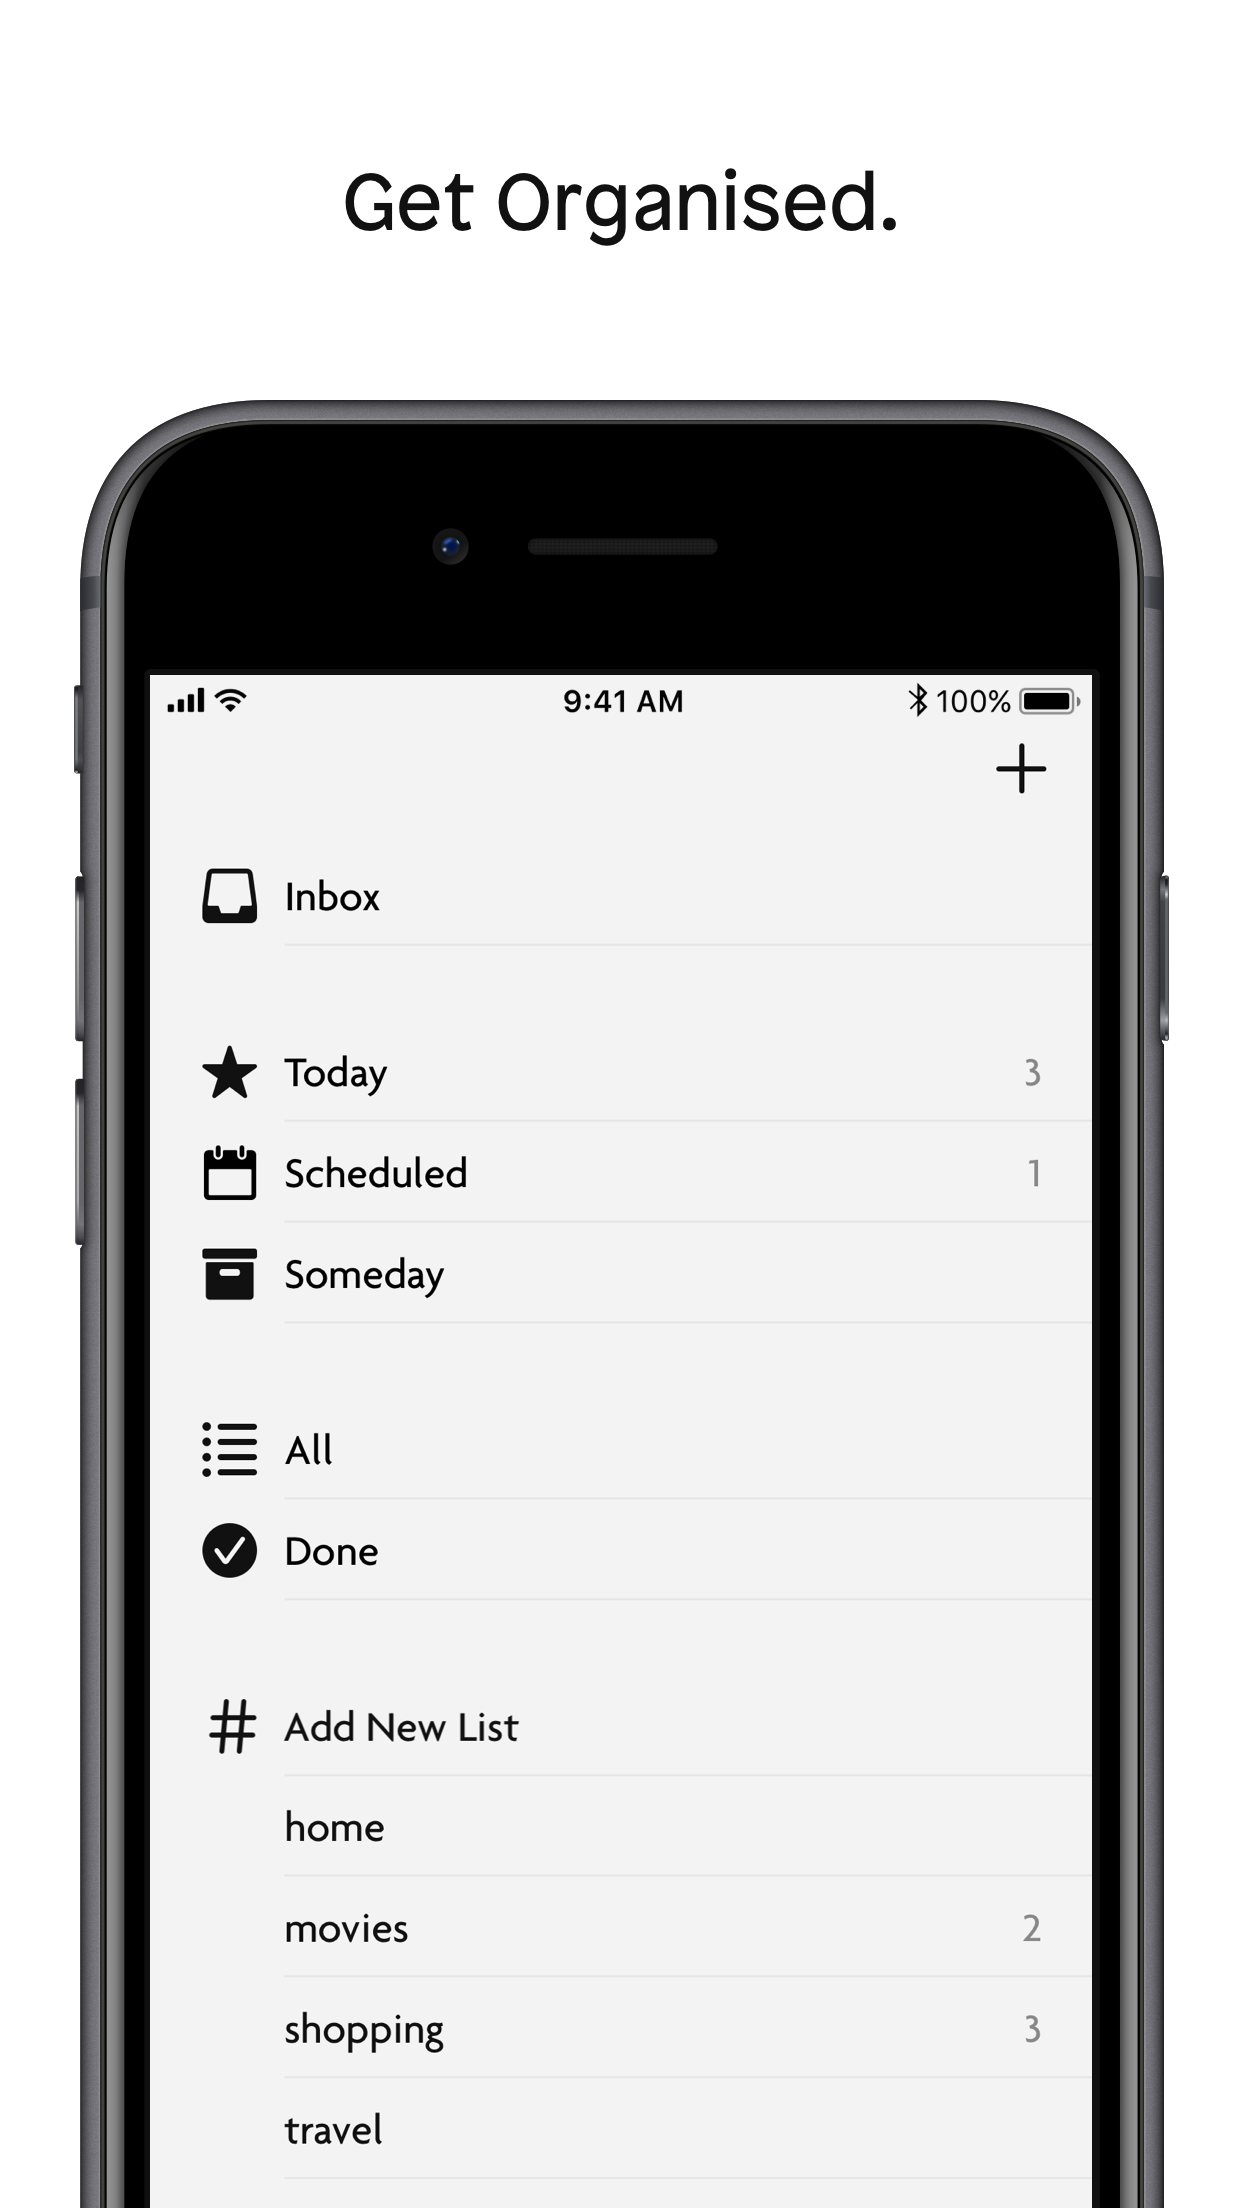 Get Organised.
9:41 AM 100%
Inbox
Today 3
Scheduled 1
Someday
All
Done
# Add New List
home
movies 2
shopping 3
travel